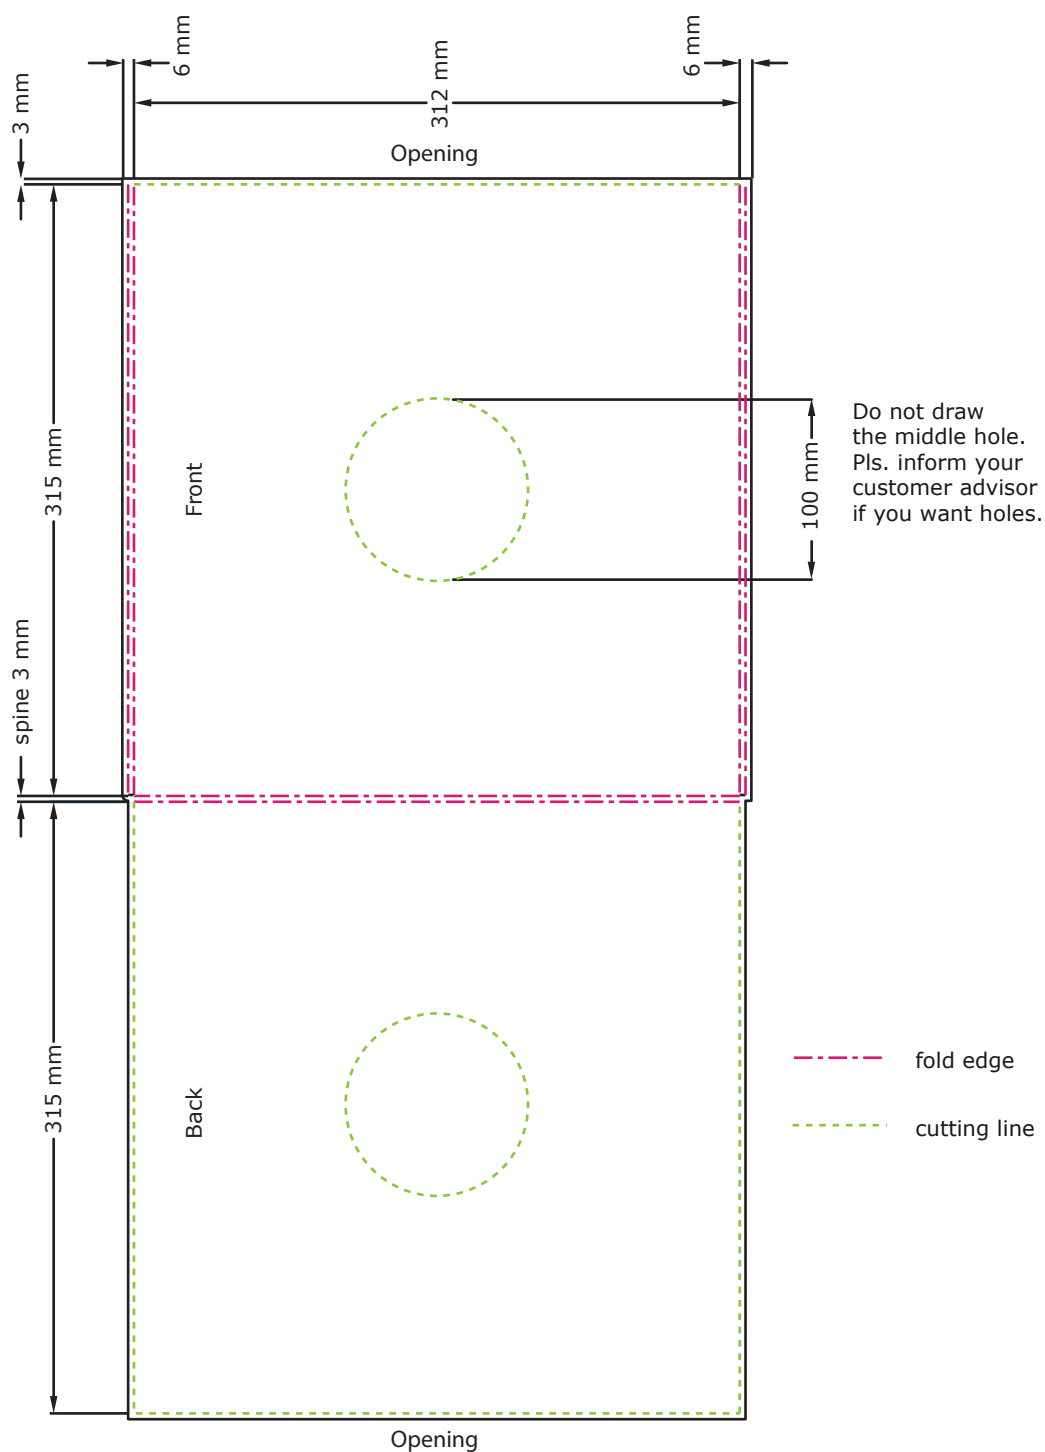 6 mm
6 mm
312 mm
3 mm
Opening
315 mm
Front
100 mm
Do not draw
the middle hole.
Pls. inform your
customer advisor
if you want holes.
spine 3 mm
315 mm
Back
fold edge
cutting line
Opening